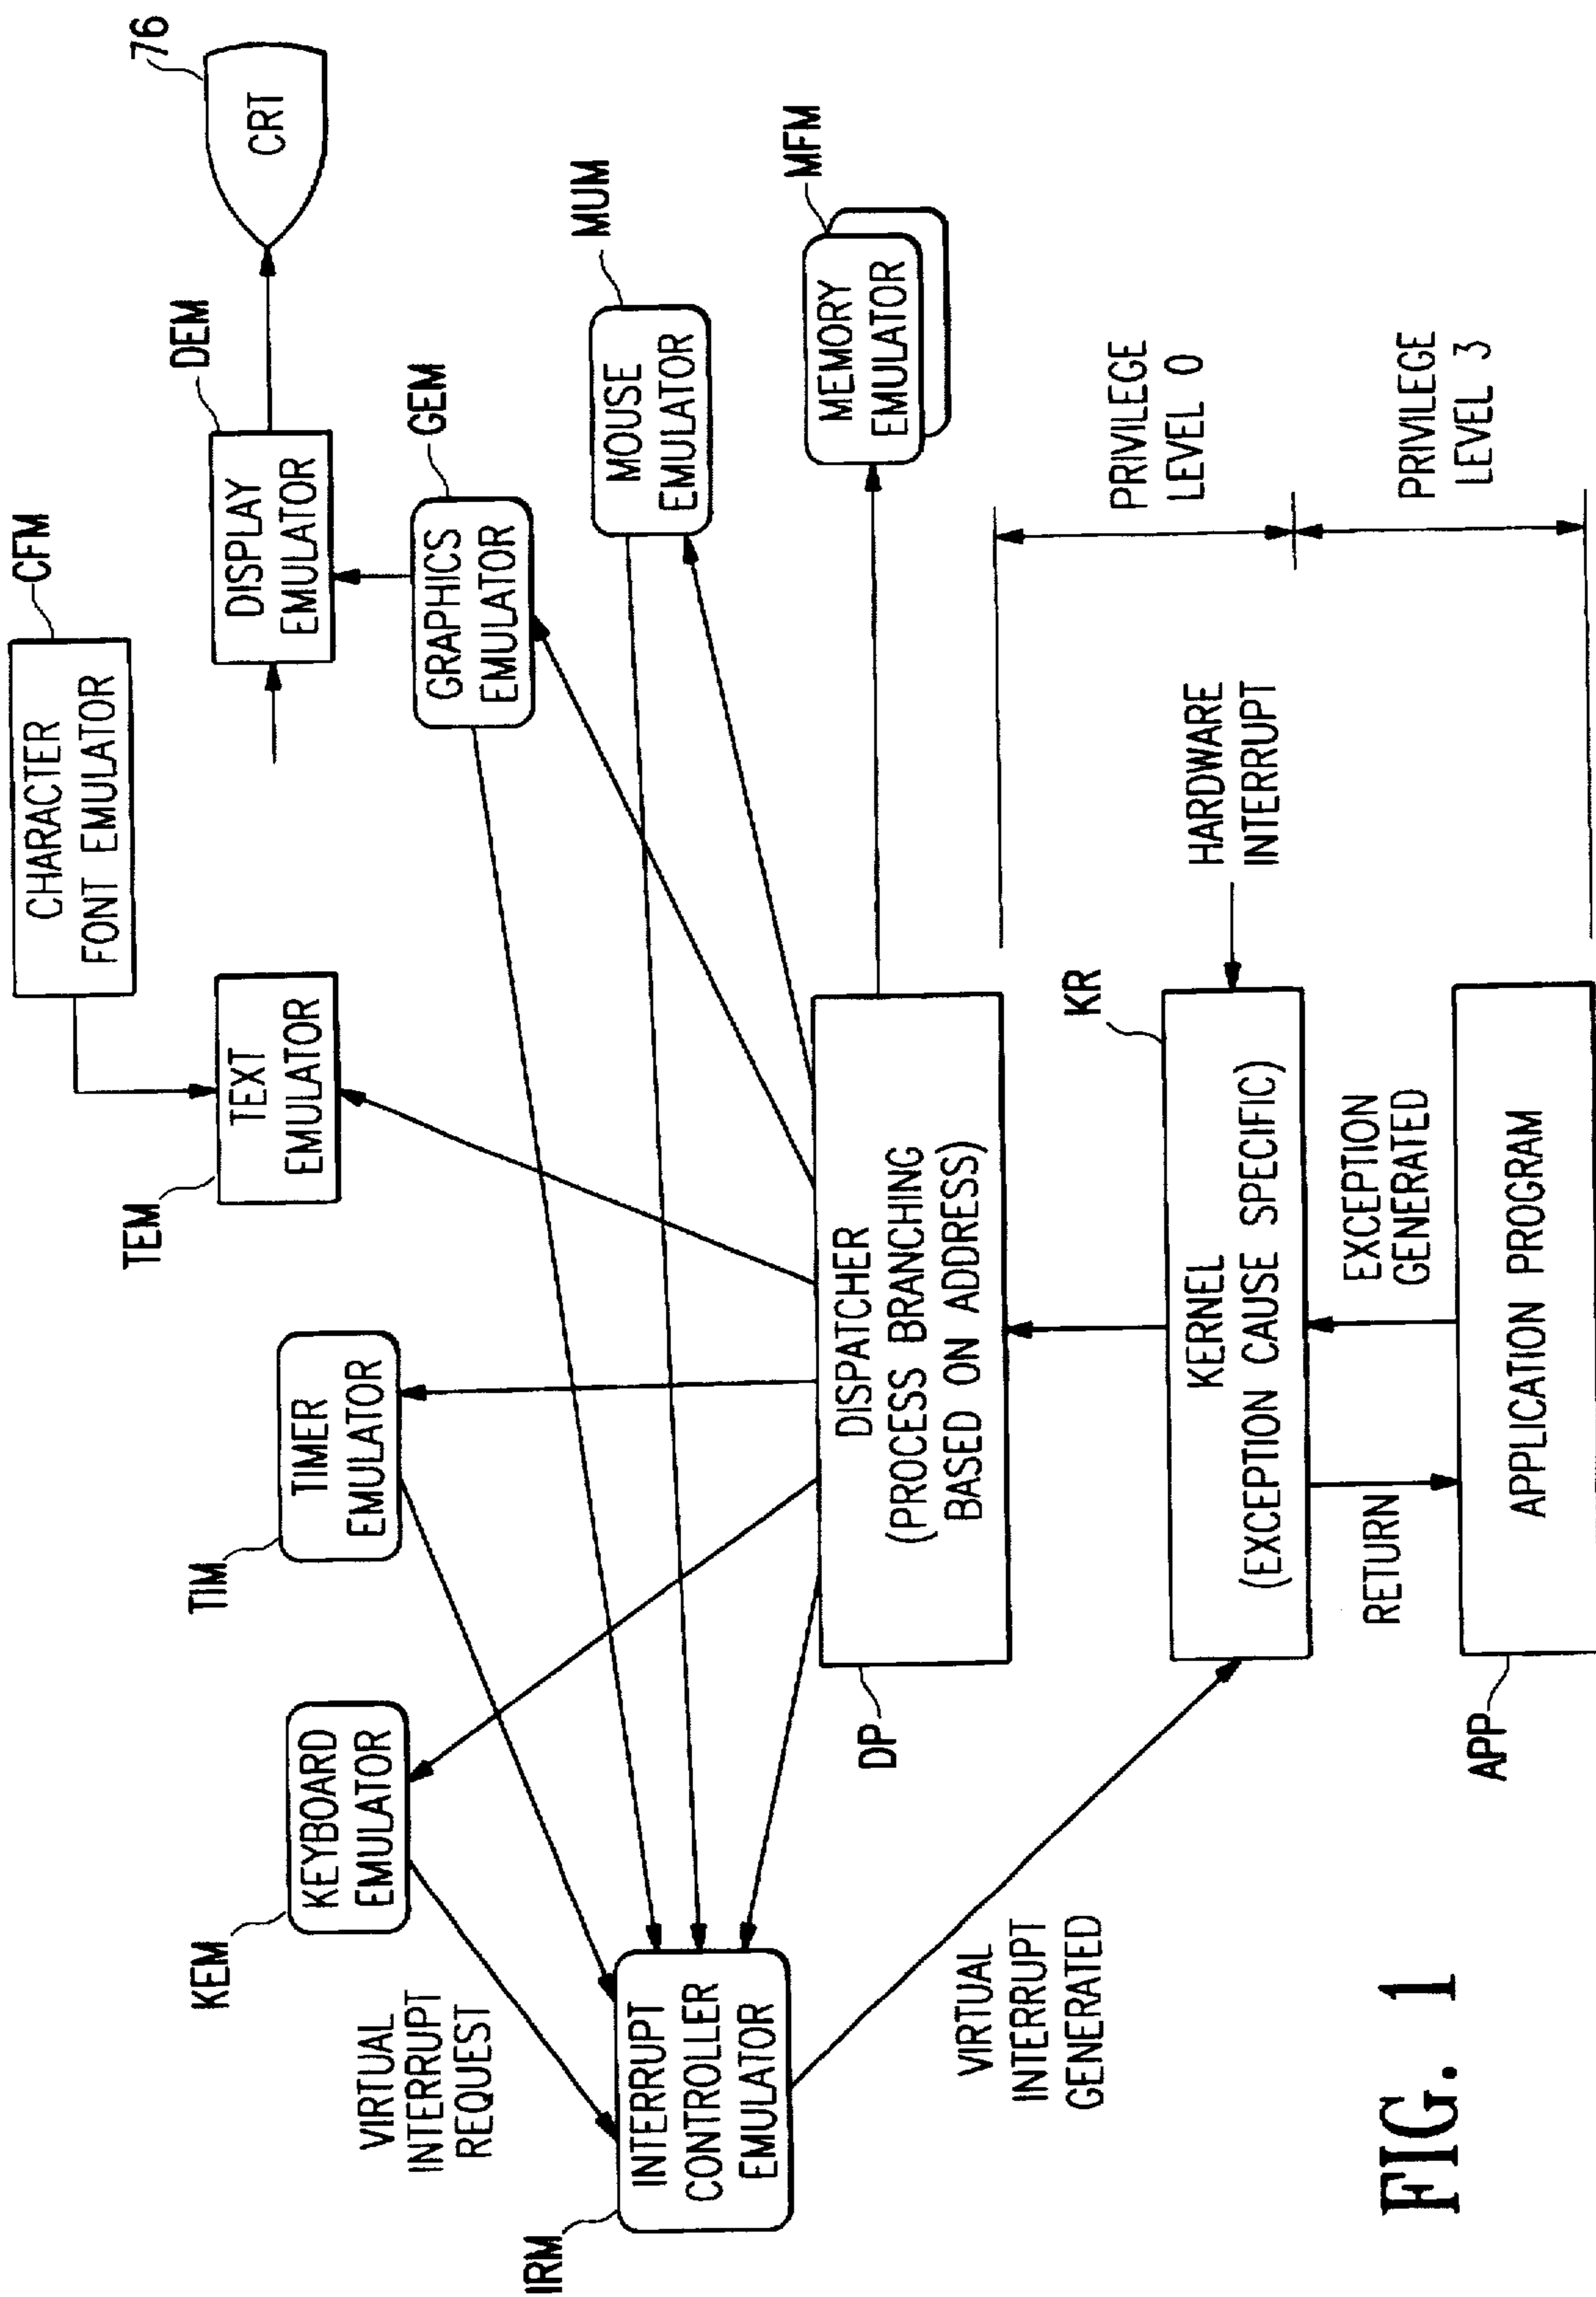 CFM
CHARACTER
FONT EMULATOR
76
CRT
DEM
DISPLAY
EMULATOR
TEM
TEXT
EMULATOR
GEM
GRAPHICS
EMULATOR
TIM
TIMER
EMULATOR
KEM
KEYBOARD
EMULATOR
MUM
MOUSE
EMULATOR
VIRTUAL
INTERRUPT
REQUEST
IRM
INTERRUPT
CONTROLLER
EMULATOR
MFM
MEMORY
EMULATOR
DP
DISPATCHER
(PROCESS BRANCHING
BASED ON ADDRESS)
VIRTUAL
INTERRUPT
GENERATED
PRIVILEGE
LEVEL 0
KR
KERNEL
(EXCEPTION CAUSE SPECIFIC)
HARDWARE
INTERRUPT
RETURN
EXCEPTION
GENERATED
PRIVILEGE
LEVEL 3
APP
APPLICATION PROGRAM
FIG. 1